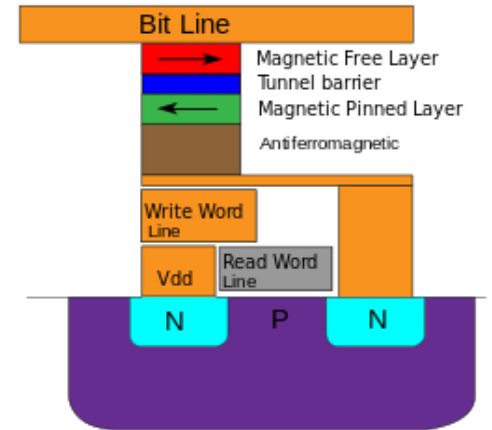 Bit Line
Magnetic Free Layer
Tunnel barrier
Magnetic Pinned Layer
Antiferromagnetic
Write Word
Line
Read Word
Line
Vdd
N
P
N